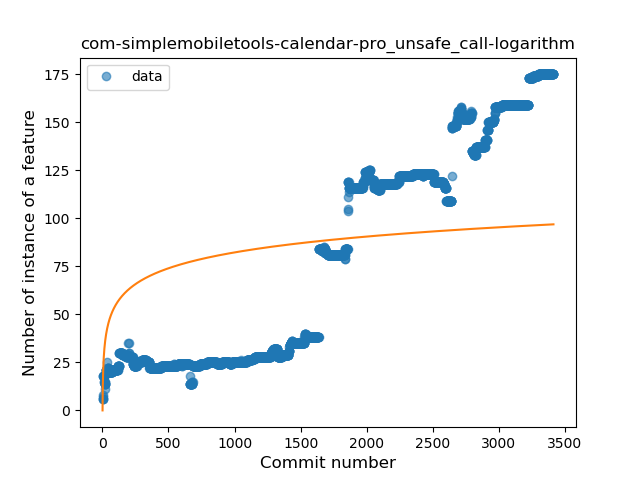 com-simplemobiletools-calendar-pro_unsafe_call-logarithm
data
Number of instance of a feature
175
150
125
100
75
50
25
0
0 500 1000 1500 2000 2500 3000 3500
Commit number